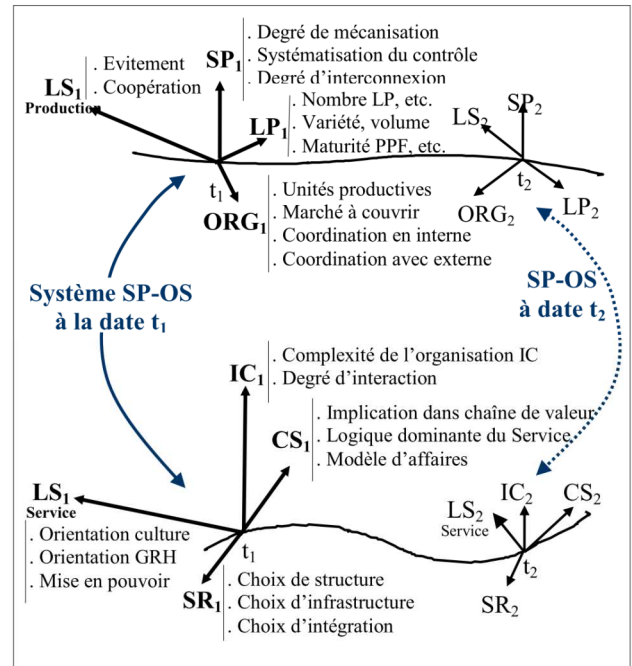 . Evitement
. Coopération
LS₁
Production
SP₁
. Degré de mécanisation
. Systématisation du contrôle
. Degré d'interconnexion
LP₁
. Nombre LP, etc.
. Variété, volume
. Maturité PPF, etc.
t₁
ORG₁
. Unités productives
. Marché à couvrir
. Coordination en interne
. Coordination avec externe
LS₂
SP₂
t₂
ORG₂
LP₂
Système SP-OS
à la date t₁
SP-OS
à date t₂
IC₁
. Complexité de l'organisation IC
. Degré d'interaction
CS₁
. Implication dans chaîne de valeur
. Logique dominante du Service
. Modèle d'affaires
LS₁
Service
. Orientation culture
. Orientation GRH
. Mise en pouvoir
t₁
SR₁
. Choix de structure
. Choix d'infrastructure
. Choix d'intégration
LS₂
Service
IC₂
CS₂
t₂
SR₂